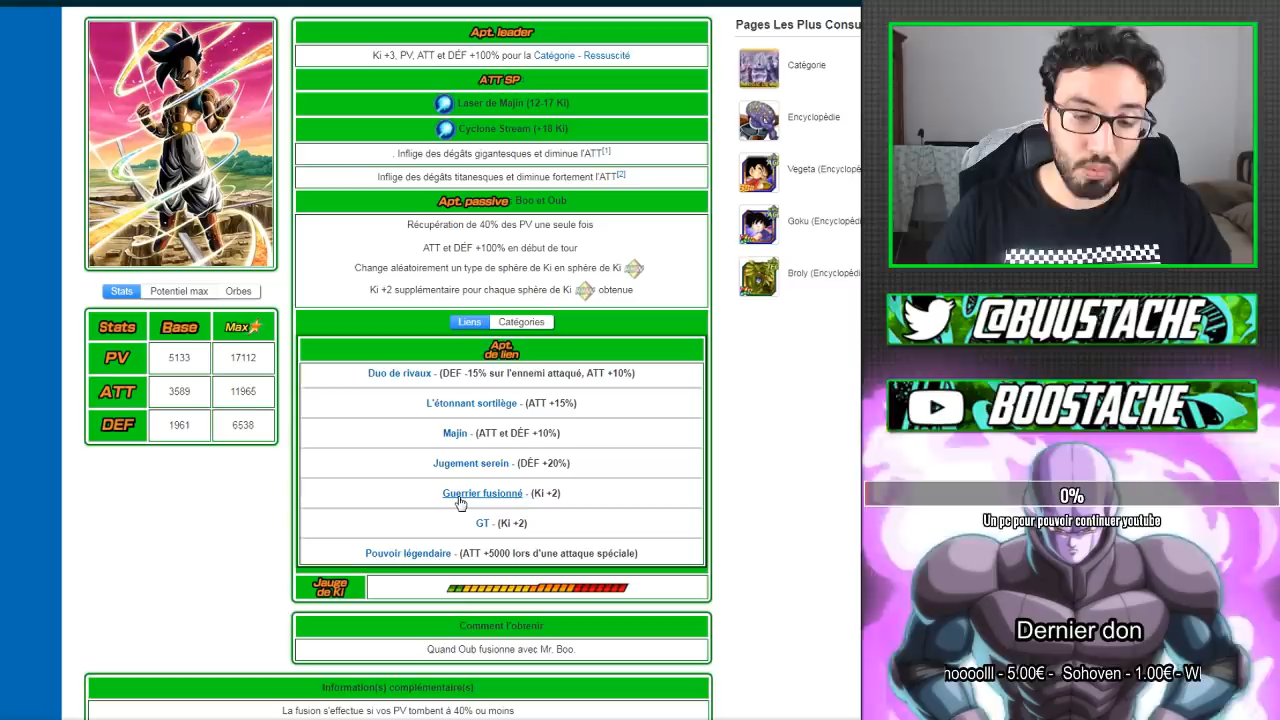 Apt. leader
Ki +3, PV, ATT et DÉF +100% pour la Catégorie - Ressuscité
ATT SP
Laser de Majin (12-17 Ki)
Cyclone Stream (+18 Ki)
. Inflige des dégâts gigantesques et diminue l'ATT[1]
Inflige des dégâts titanesques et diminue fortement l'ATT[2]
Apt. passive: Boo et Oub
Récupération de 40% des PV une seule fois
ATT et DÉF +100% en début de tour
Change aléatoirement un type de sphère de Ki en sphère de Ki
Ki +2 supplémentaire pour chaque sphère de Ki obtenue
Liens Catégories
Apt.
de lien
Duo de rivaux - (DEF -15% sur l'ennemi attaqué, ATT +10%)
L'étonnant sortilège - (ATT +15%)
Majin - (ATT et DÉF +10%)
Jugement serein - (DÉF +20%)
Guerrier fusionné - (Ki +2)
GT - (Ki +2)
Pouvoir légendaire - (ATT +5000 lors d'une attaque spéciale)
Jauge
de Ki
Comment l'obtenir
Quand Oub fusionne avec Mr. Boo.
Information(s) complémentaire(s)
La fusion s'effectue si vos PV tombent à 40% ou moins
Stats Potentiel max Orbes
Stats Base Max
PV 5133 17112
ATT 3589 11965
DEF 1961 6538
Pages Les Plus Consu
Catégorie
Encyclopédie
Vegeta (Encyclopédie
Goku (Encyclopédi
Broly (Encyclopédi
@BUUSTACHE
BOOSTACHE
0%
Un pc pour pouvoir continuer youtube
Dernier don
hoooolll - 5.00€ - Sohoven - 1.00€ - Wl